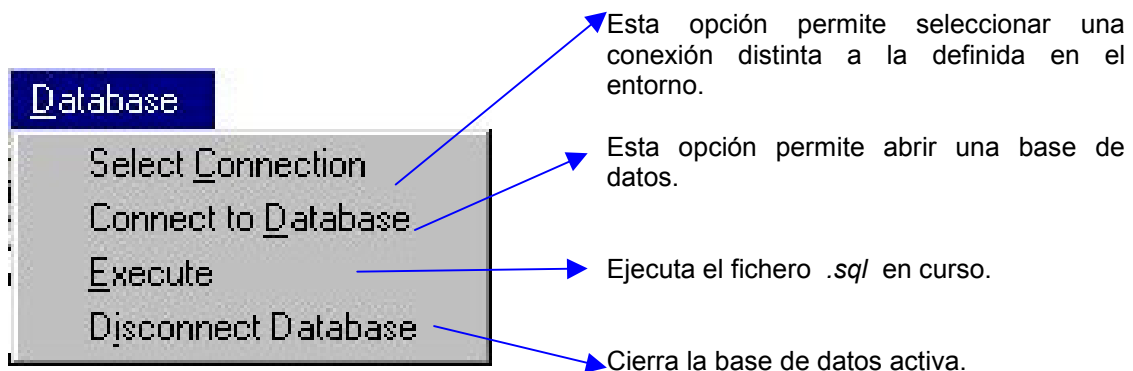 Database
Select Connection
Connect to Database
Execute
Disconnect Database
Esta opción permite seleccionar una
conexión distinta a la definida en el
entorno.
Esta opción permite abrir una base de
datos.
Ejecuta el fichero .sql en curso.
Cierra la base de datos activa.